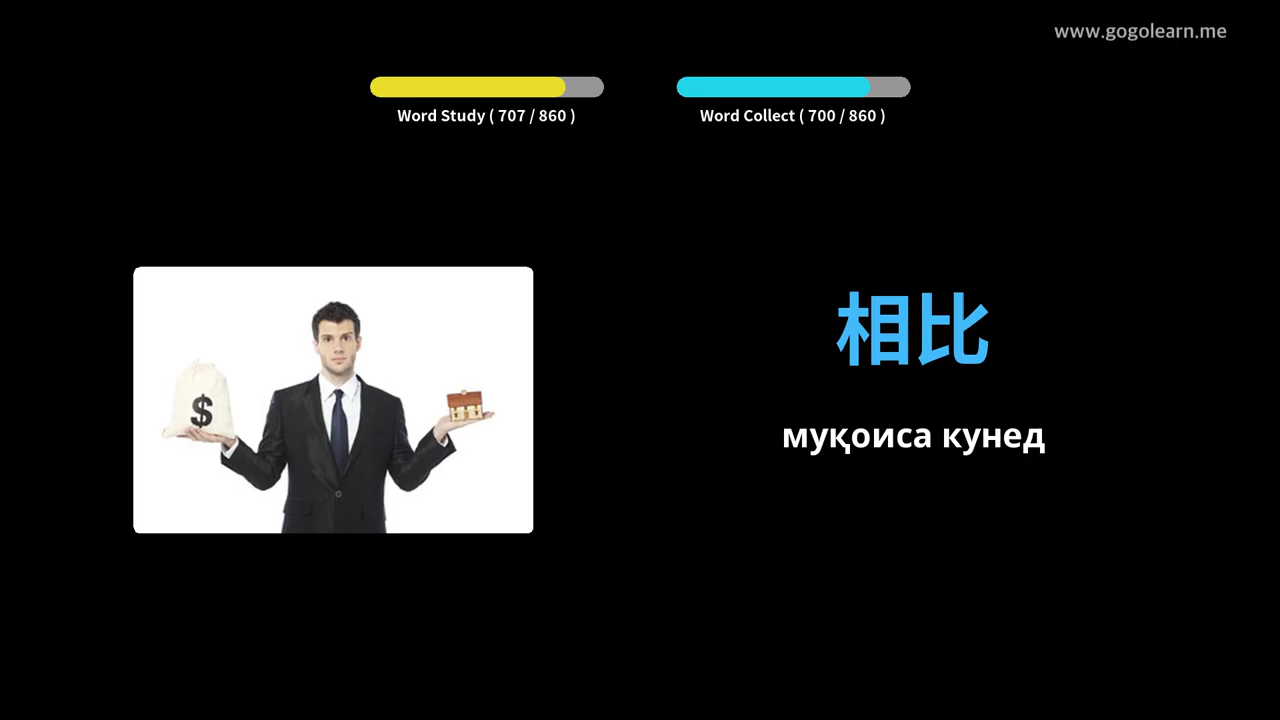 www.gogolearn.me
Word Study ( 707 / 860 )
Word Collect ( 700 / 860 )
$
相比
муқоиса кунед